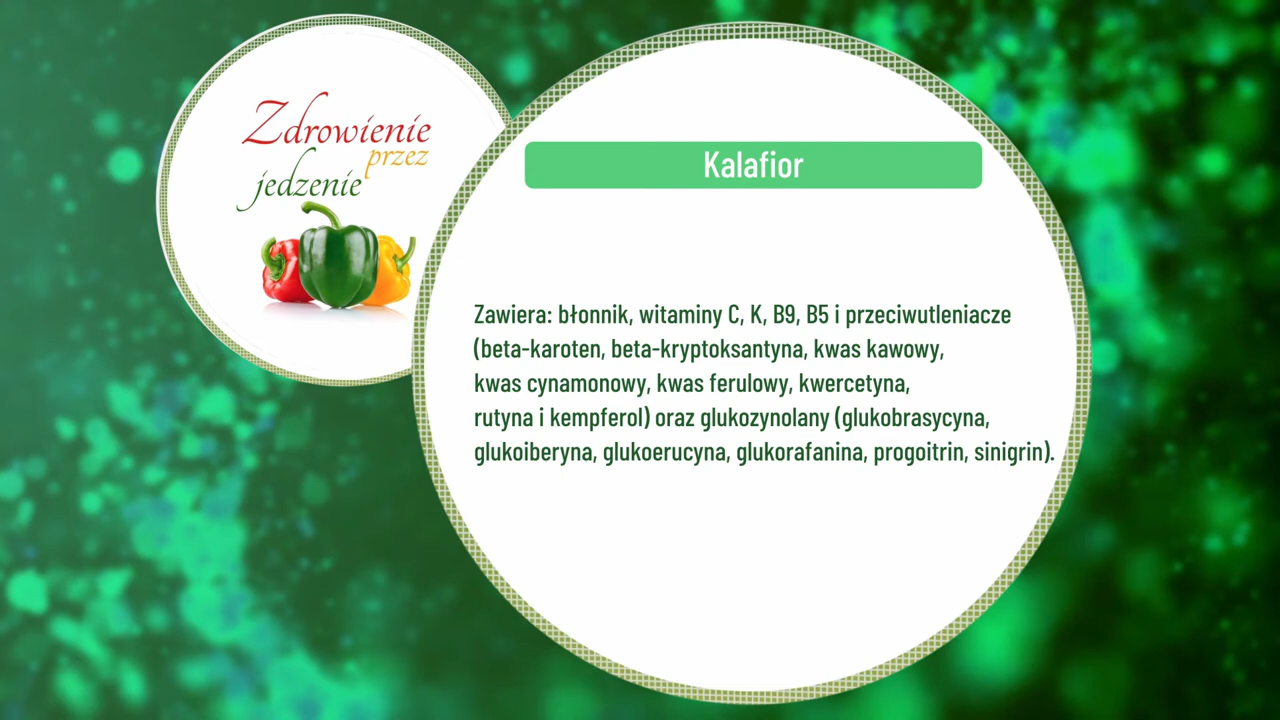 Zdrowienie
przez
jedzenie
Kalafior
Zawiera: błonnik, witaminy C, K, B9, B5 i przeciwutleniacze
(beta-karoten, beta-kryptoksantyna, kwas kawowy,
kwas cynamonowy, kwas ferulowy, kwercetyna,
rutyna i kempferol) oraz glukozynolany (glukobrasycyna,
glukoiberyna, glukoerucyna, glukorafanina, progoitrin, sinigrin).